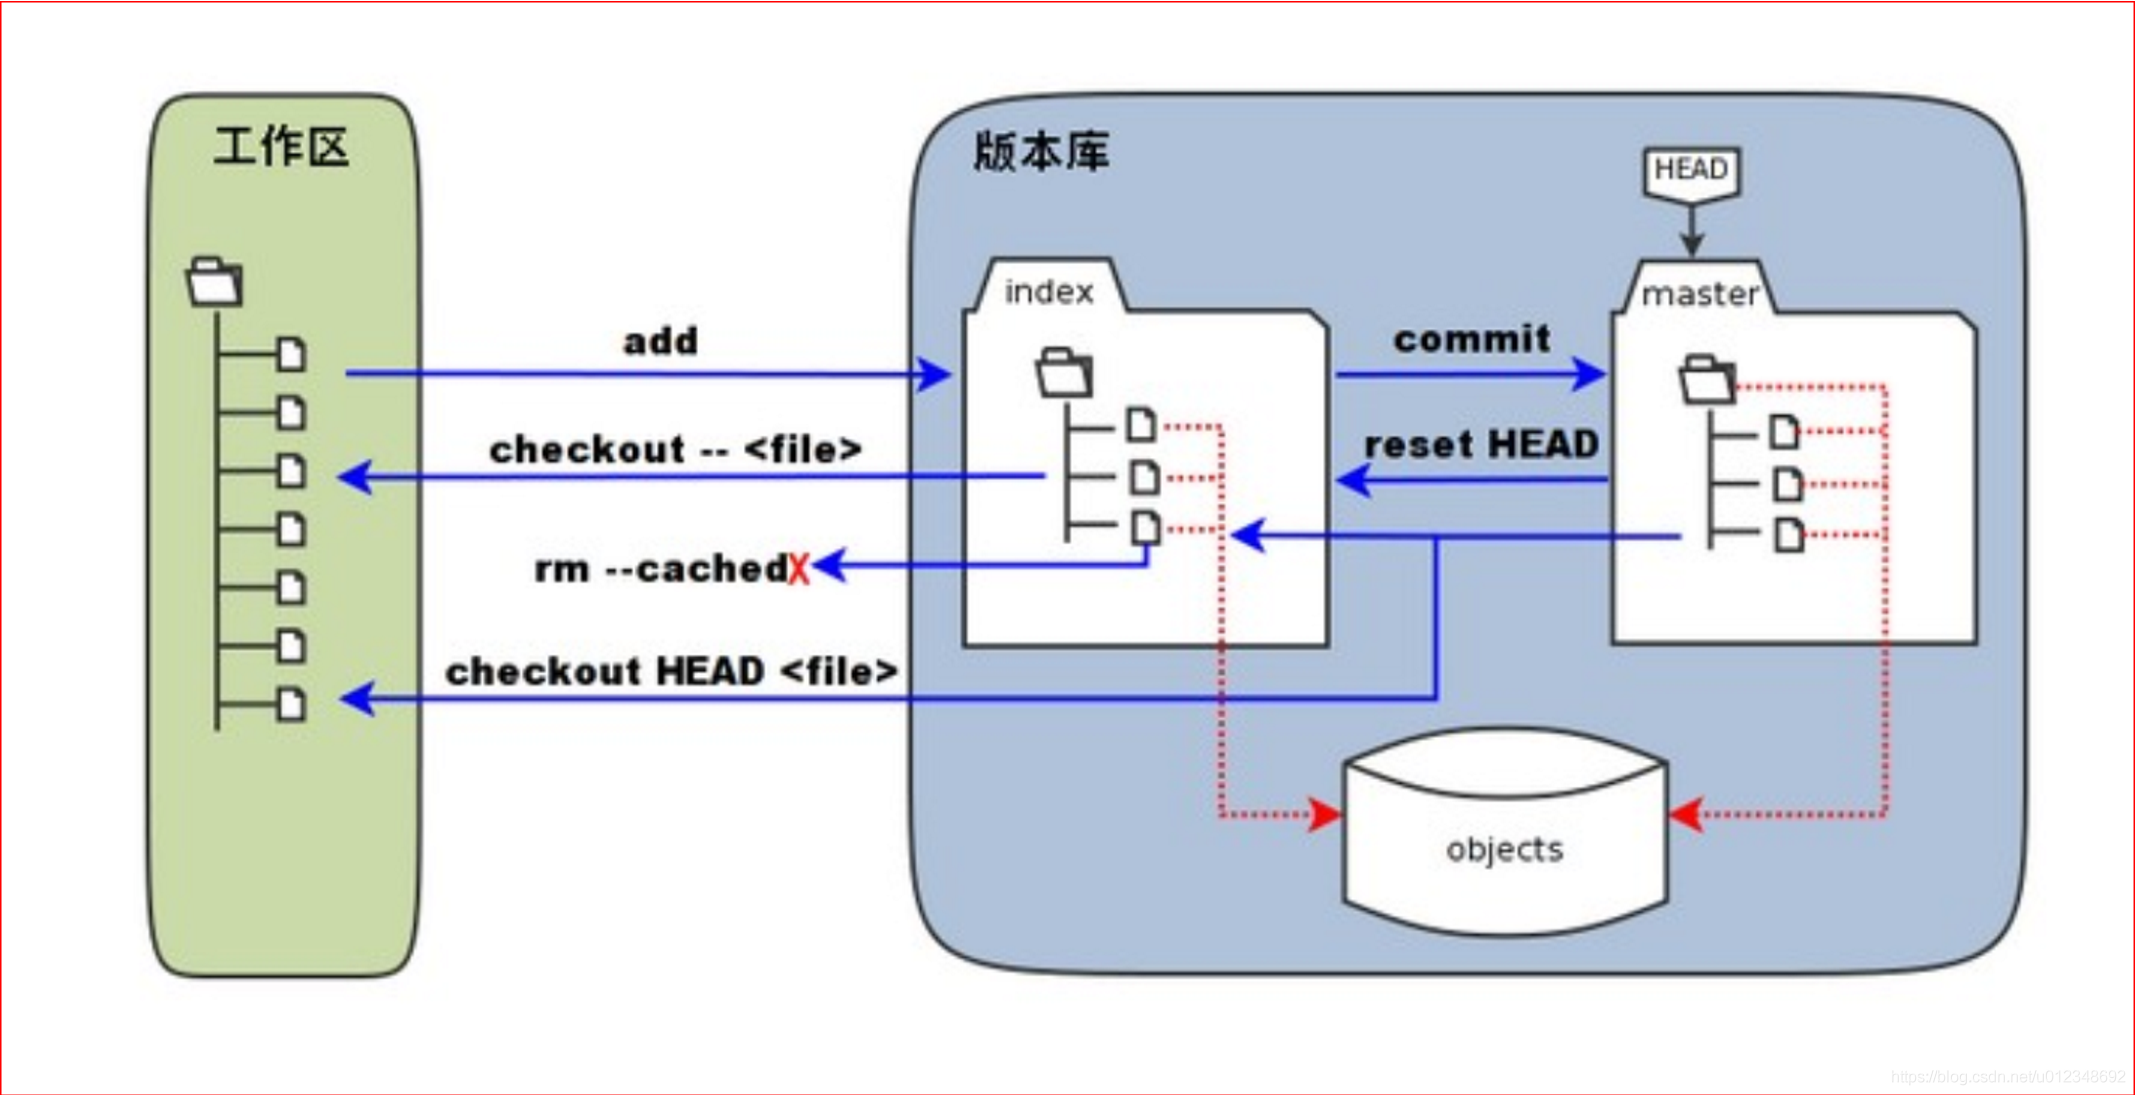 工作区
版本库
HEAD
index
master
add
commit
checkout -- <file>
reset HEAD
rm --cachedX
checkout HEAD <file>
objects
https://blog.csdn.net/u012348692